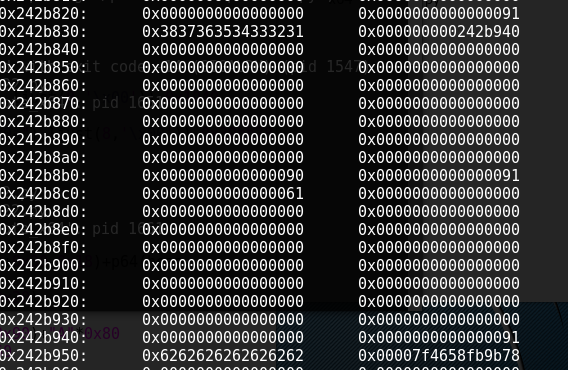 0x242b820: 0x0000000000000000 0x0000000000000091
0x242b830: 0x3837363534333231 0x000000000242b940
0x242b840: 0x0000000000000000 0x0000000000000000
0x242b850: 0x0000000000000000 0x0000000000000000
0x242b860: 0x0000000000000000 0x0000000000000000
0x242b870: 0x0000000000000000 0x0000000000000000
0x242b880: 0x0000000000000000 0x0000000000000000
0x242b890: 0x0000000000000000 0x0000000000000000
0x242b8a0: 0x0000000000000000 0x0000000000000000
0x242b8b0: 0x0000000000000090 0x0000000000000091
0x242b8c0: 0x0000000000000061 0x0000000000000000
0x242b8d0: 0x0000000000000000 0x0000000000000000
0x242b8e0: 0x0000000000000000 0x0000000000000000
0x242b8f0: 0x0000000000000000 0x0000000000000000
0x242b900: 0x0000000000000000 0x0000000000000000
0x242b910: 0x0000000000000000 0x0000000000000000
0x242b920: 0x0000000000000000 0x0000000000000000
0x242b930: 0x0000000000000000 0x0000000000000000
0x242b940: 0x0000000000000000 0x0000000000000091
0x242b950: 0x6262626262626262 0x00007f4658fb9b78